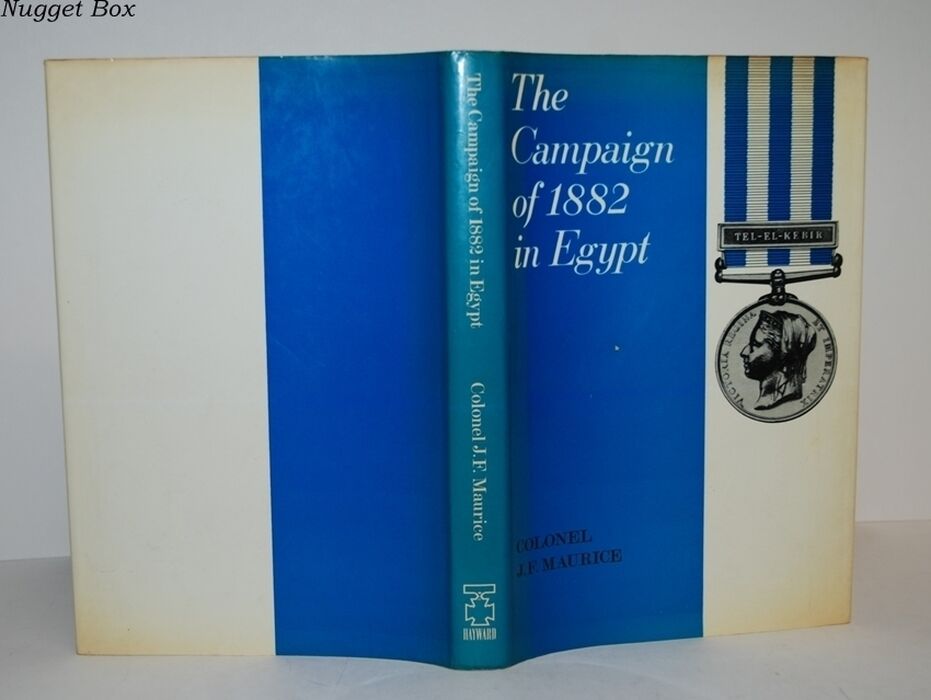 Nugget Box
The Campaign of 1882 in Egypt
Colonel J.F. Maurice
HAYWARD
The
Campaign
of 1882
in Egypt
COLONEL
J.F. MAURICE
TEL-EL-KEBIR
VICTORIA REGINA ET IMPERATRIX